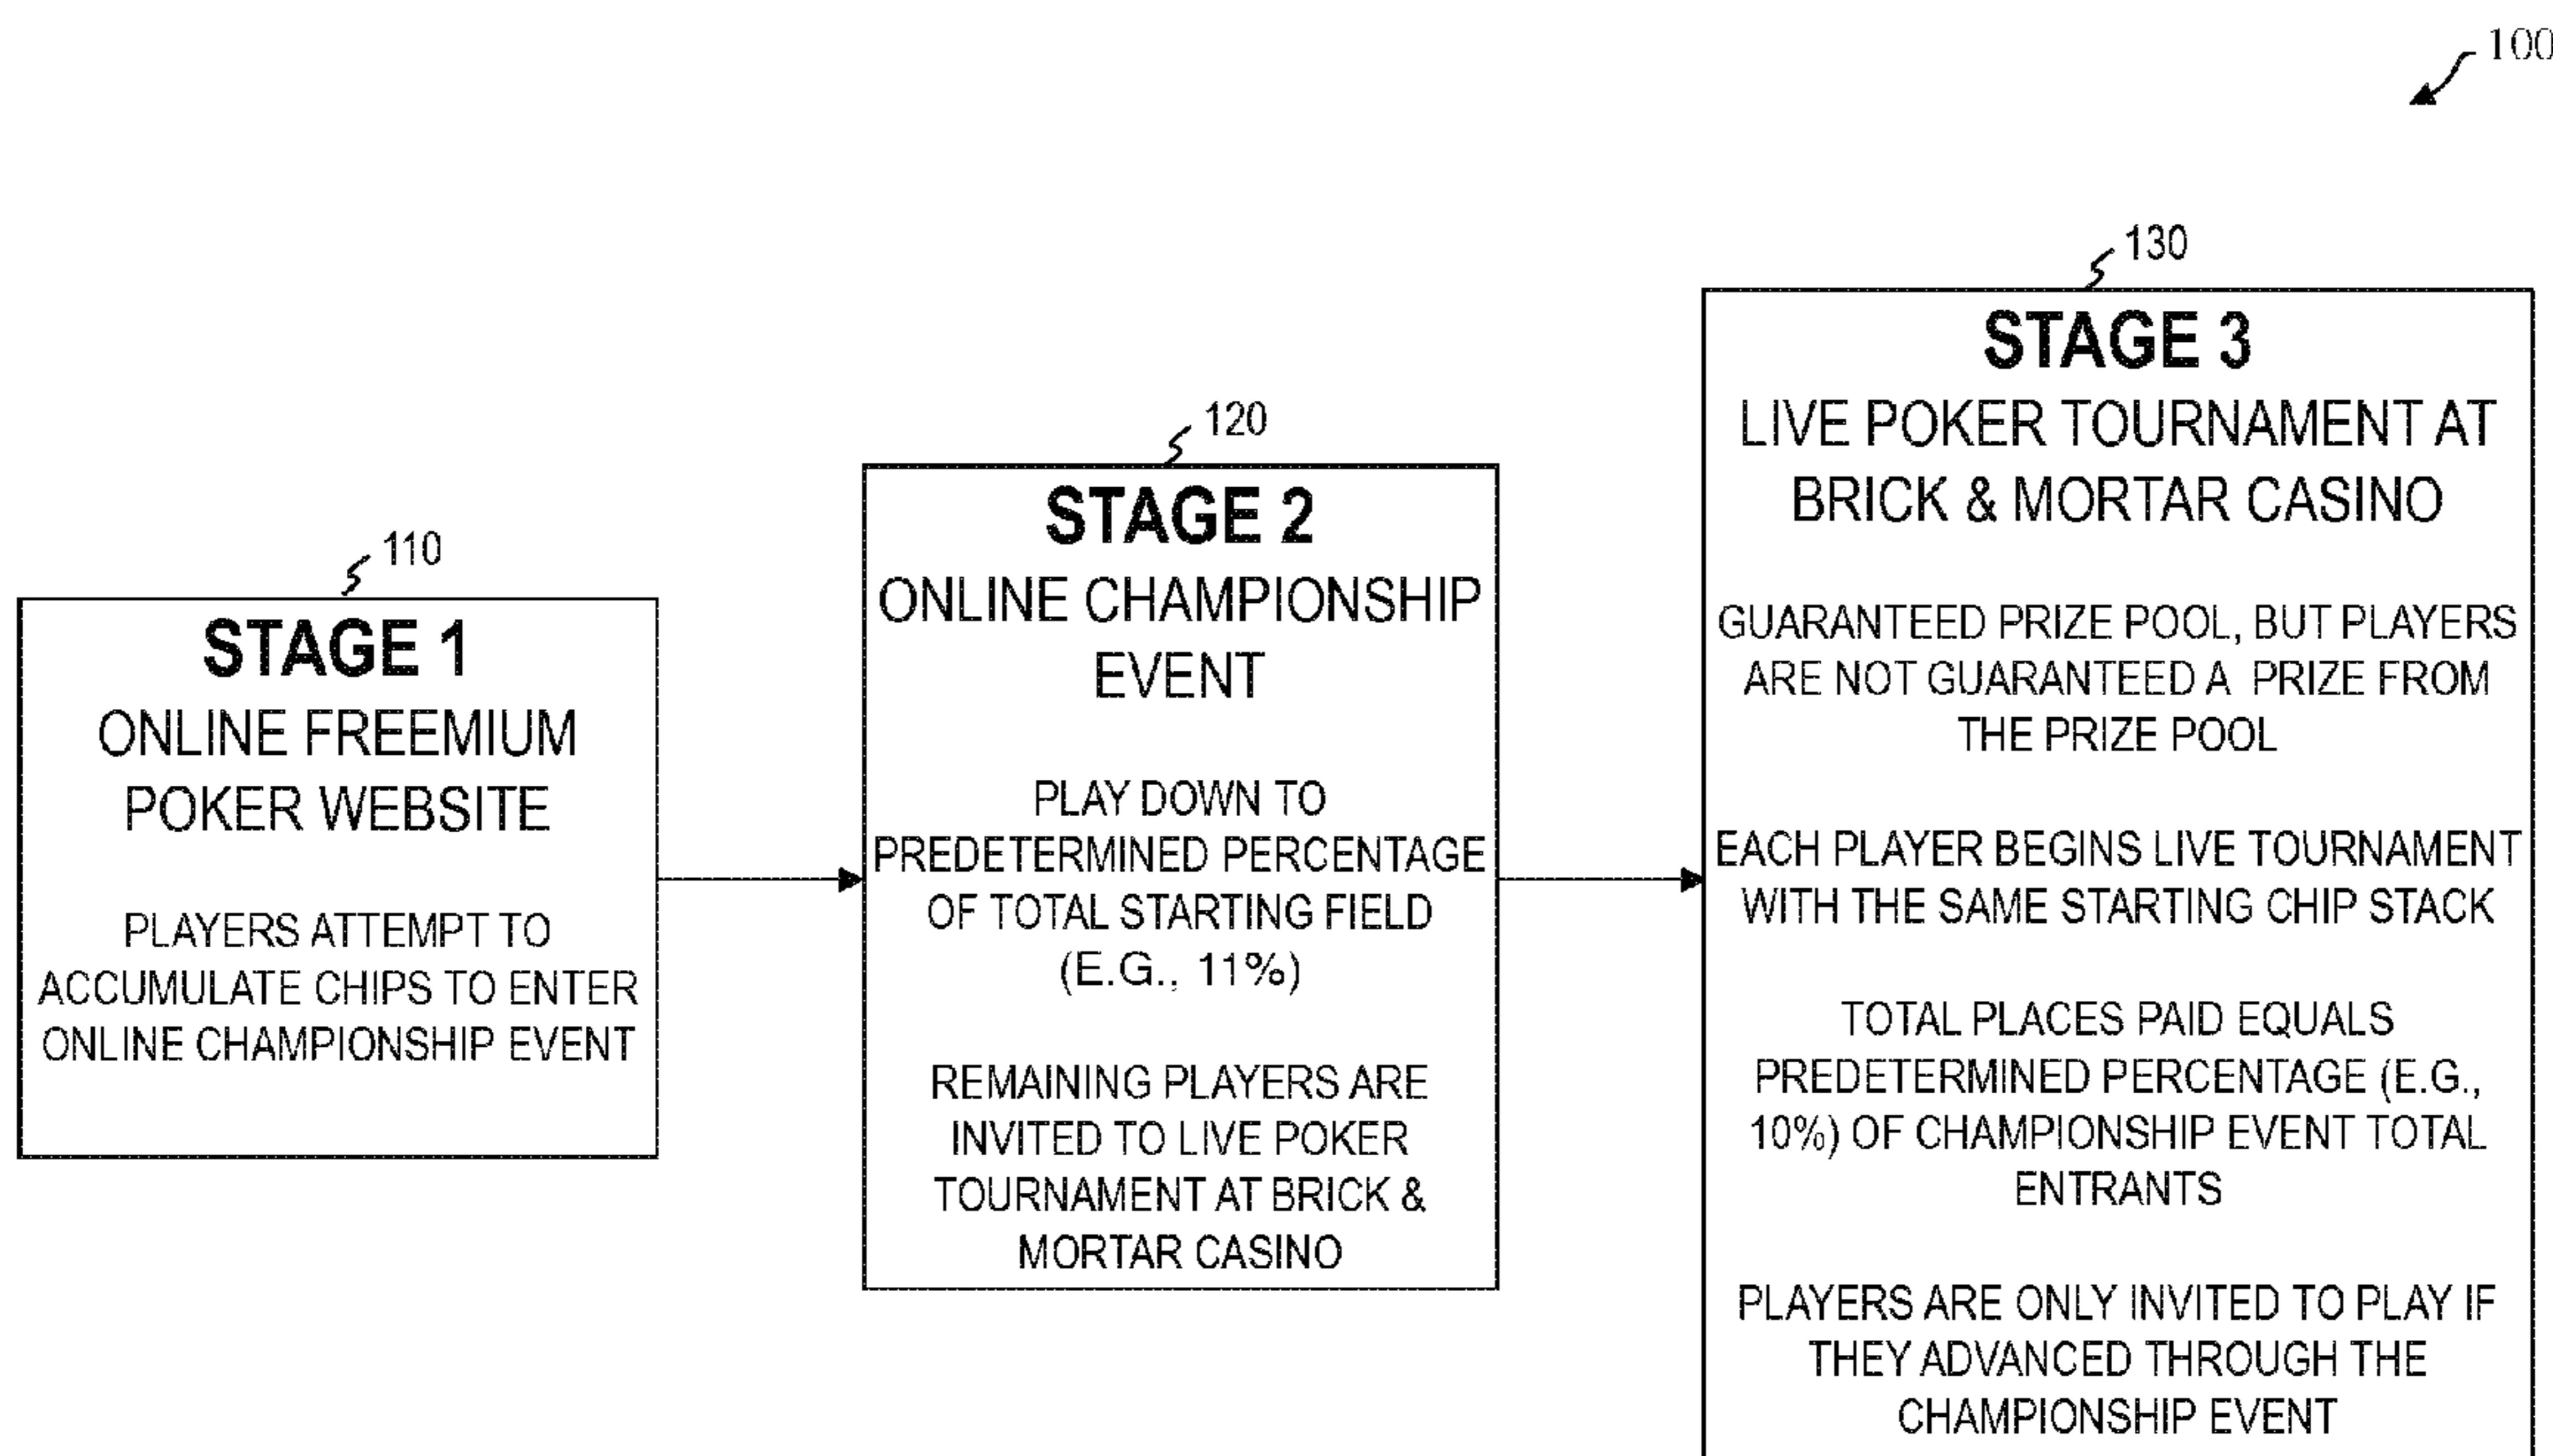 100
110
STAGE 1
ONLINE FREEMIUM
POKER WEBSITE
PLAYERS ATTEMPT TO
ACCUMULATE CHIPS TO ENTER
ONLINE CHAMPIONSHIP EVENT
120
STAGE 2
ONLINE CHAMPIONSHIP
EVENT
PLAY DOWN TO
PREDETERMINED PERCENTAGE
OF TOTAL STARTING FIELD
(E.G., 11%)
REMAINING PLAYERS ARE
INVITED TO LIVE POKER
TOURNAMENT AT BRICK &
MORTAR CASINO
130
STAGE 3
LIVE POKER TOURNAMENT AT
BRICK & MORTAR CASINO
GUARANTEED PRIZE POOL, BUT PLAYERS
ARE NOT GUARANTEED A PRIZE FROM
THE PRIZE POOL
EACH PLAYER BEGINS LIVE TOURNAMENT
WITH THE SAME STARTING CHIP STACK
TOTAL PLACES PAID EQUALS
PREDETERMINED PERCENTAGE (E.G.,
10%) OF CHAMPIONSHIP EVENT TOTAL
ENTRANTS
PLAYERS ARE ONLY INVITED TO PLAY IF
THEY ADVANCED THROUGH THE
CHAMPIONSHIP EVENT